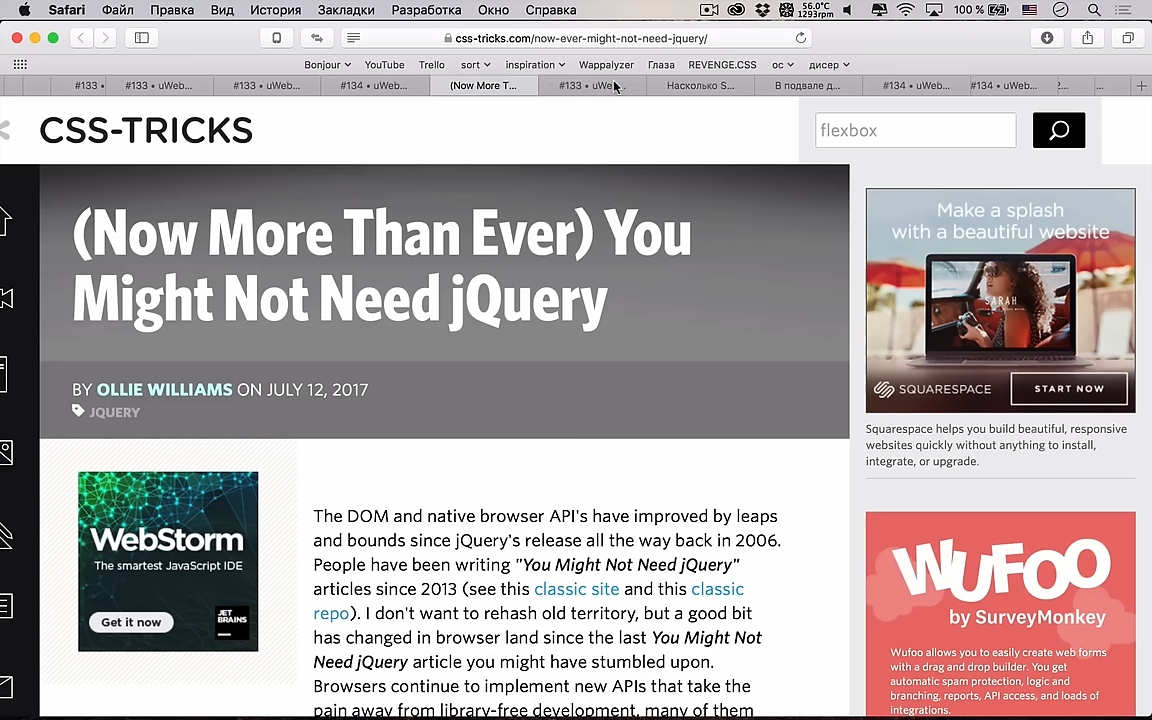 Safari Файл Правка Вид История Закладки Разработка Окно Справка 56.0°C 1293rpm 100 %
css-tricks.com/now-ever-might-not-need-jquery/
Bonjour YouTube Trello sort inspiration Wappalyzer Глаза REVENGE.CSS ос дисер
#133 • #133 • uWeb... #133 • uWeb... #134 • uWeb... (Now More T... #133 • uWe... Насколько S... В подвале д... #134 • uWeb... #134 • uWeb... ...
CSS-TRICKS
flexbox
(Now More Than Ever) You
Might Not Need jQuery
BY OLLIE WILLIAMS ON JULY 12, 2017
JQUERY
WebStorm
The smartest JavaScript IDE
Get it now
JET
BRAINS
The DOM and native browser API's have improved by leaps
and bounds since jQuery's release all the way back in 2006.
People have been writing "You Might Not Need jQuery"
articles since 2013 (see this classic site and this classic
repo). I don't want to rehash old territory, but a good bit
has changed in browser land since the last You Might Not
Need jQuery article you might have stumbled upon.
Browsers continue to implement new APIs that take the
pain away from library-free development, many of them
Make a splash
with a beautiful website
SARAH
SQUARESPACE
START NOW
Squarespace helps you build beautiful, responsive
websites quickly without anything to install,
integrate, or upgrade.
WUFOO
by SurveyMonkey
Wufoo allows you to easily create web forms
with a drag and drop builder. You get
automatic spam protection, logic and
branching, reports, API access, and loads of
integrations.